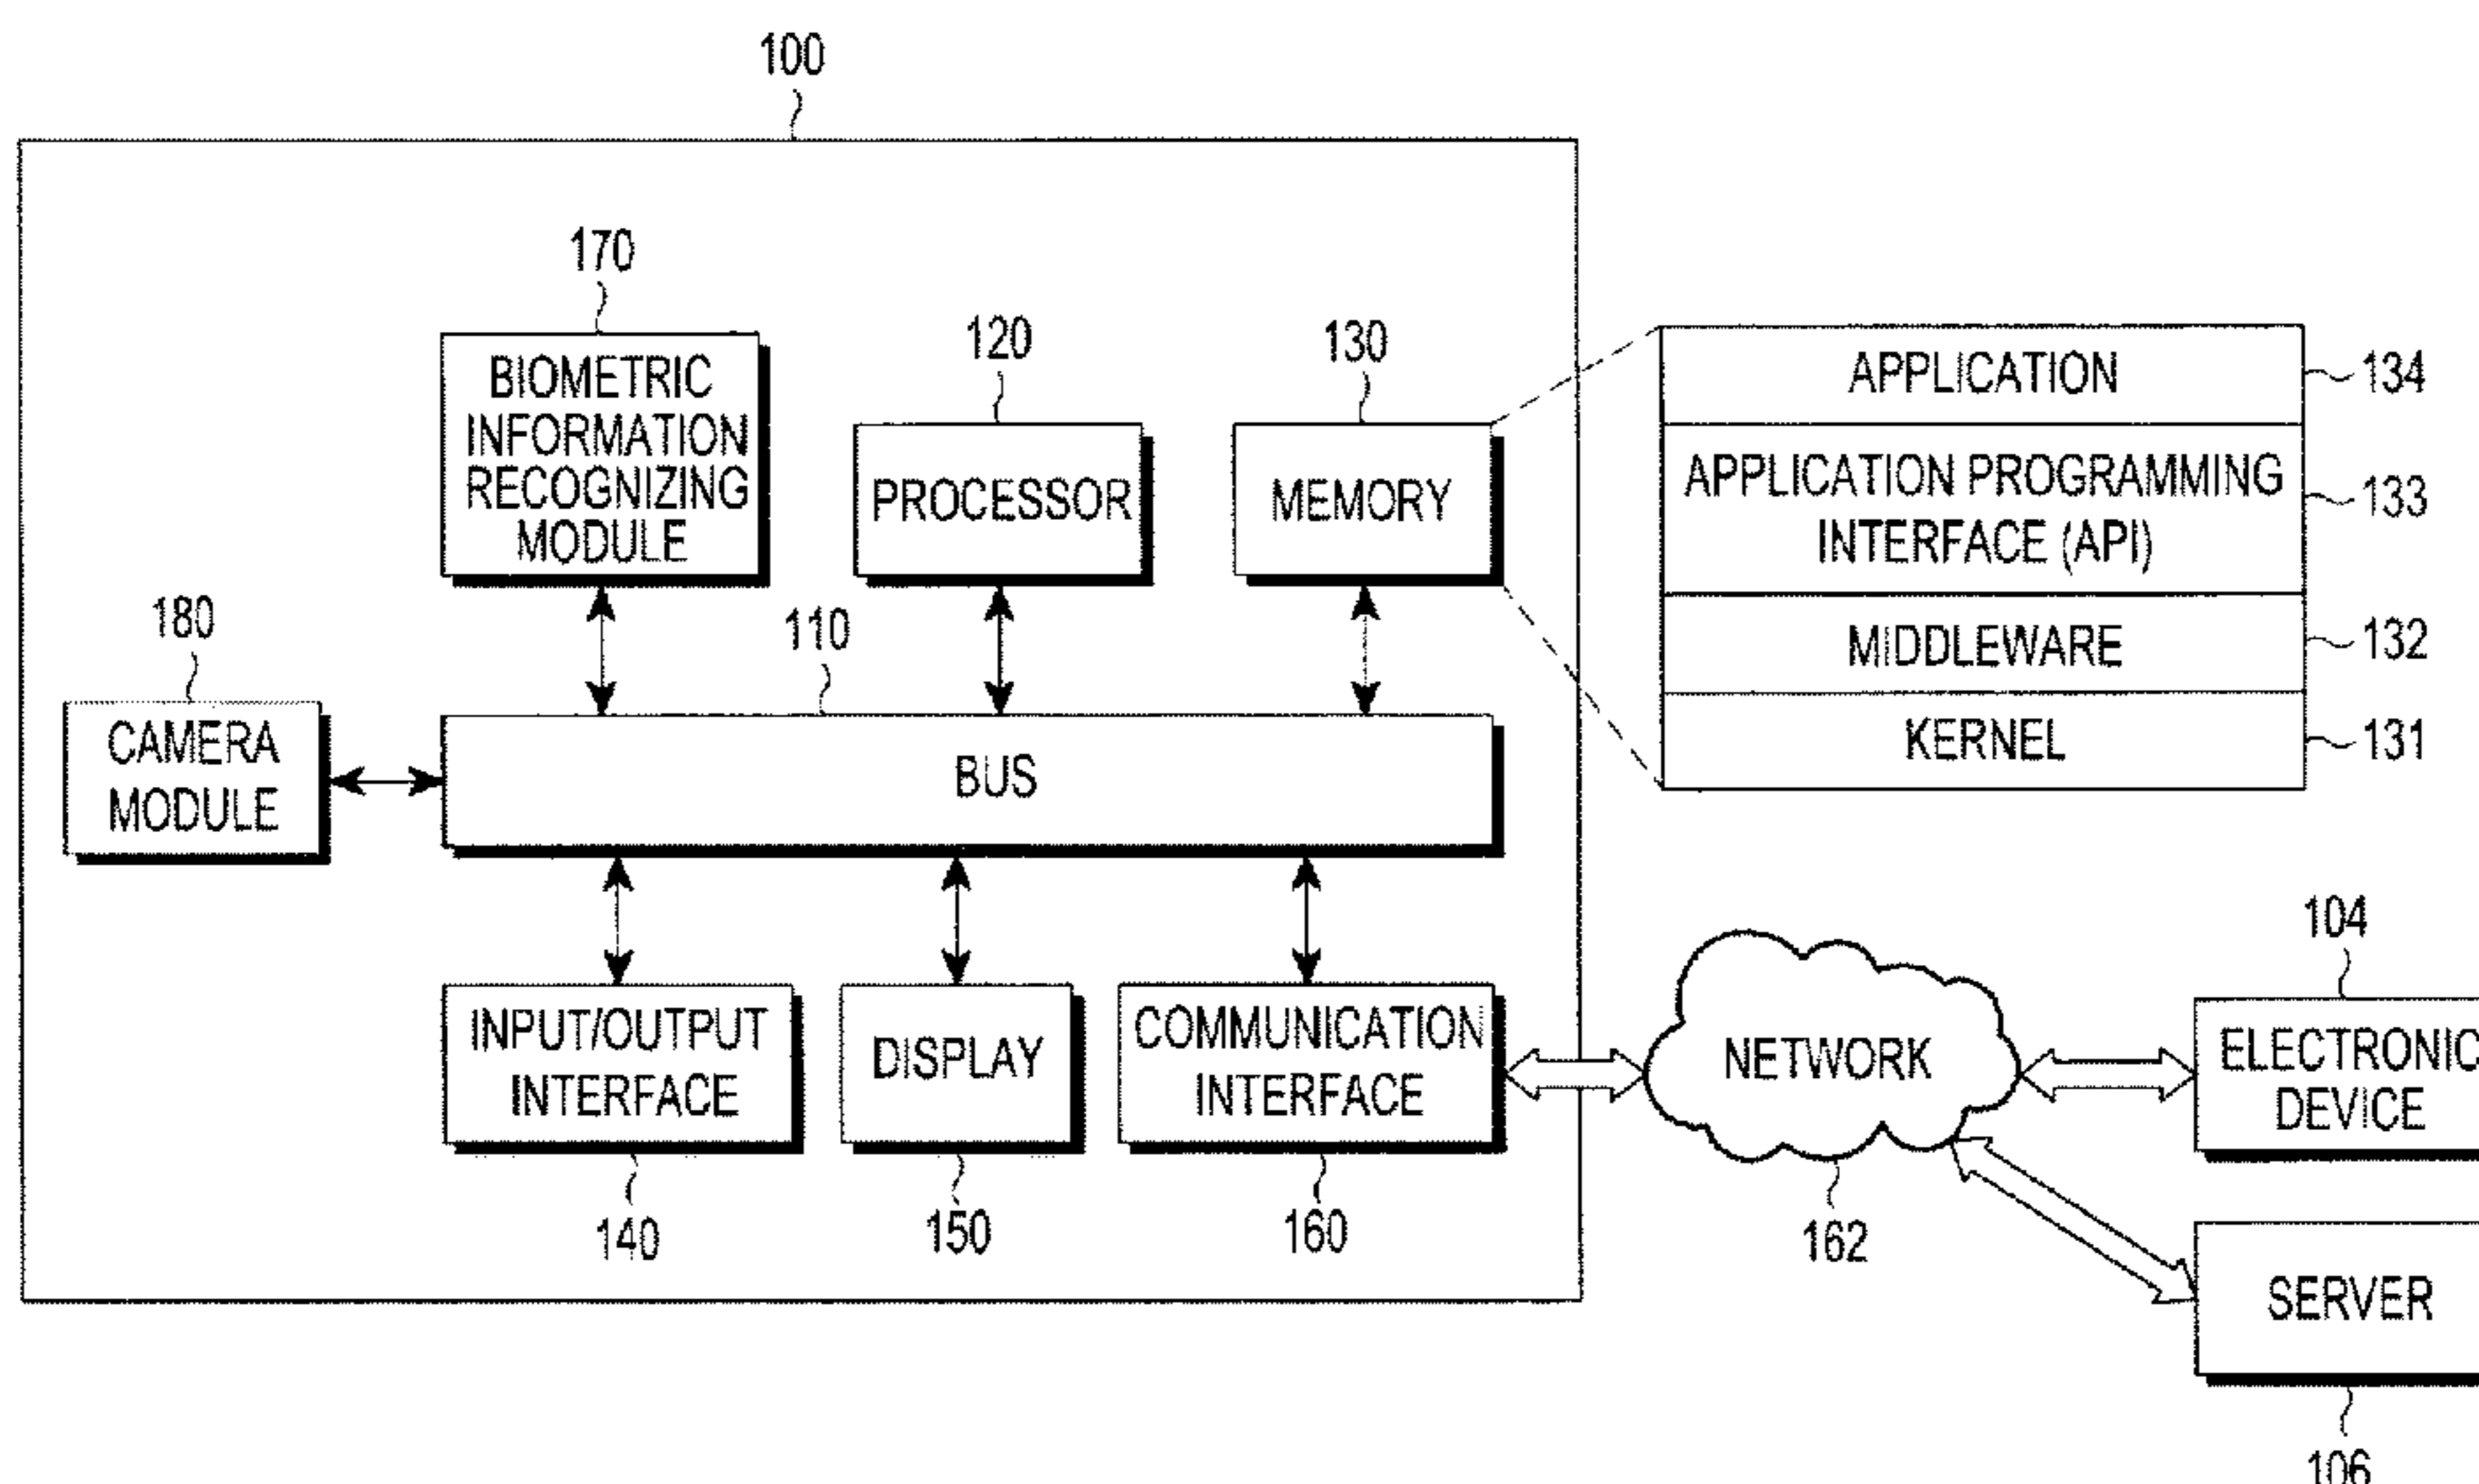 100
170
BIOMETRIC
INFORMATION
RECOGNIZING
MODULE
120
PROCESSOR
130
MEMORY
APPLICATION
134
APPLICATION PROGRAMMING
INTERFACE (API)
133
MIDDLEWARE
132
KERNEL
131
180
CAMERA
MODULE
110
BUS
INPUT/OUTPUT
INTERFACE
140
DISPLAY
150
COMMUNICATION
INTERFACE
160
NETWORK
162
104
ELECTRONIC
DEVICE
SERVER
106